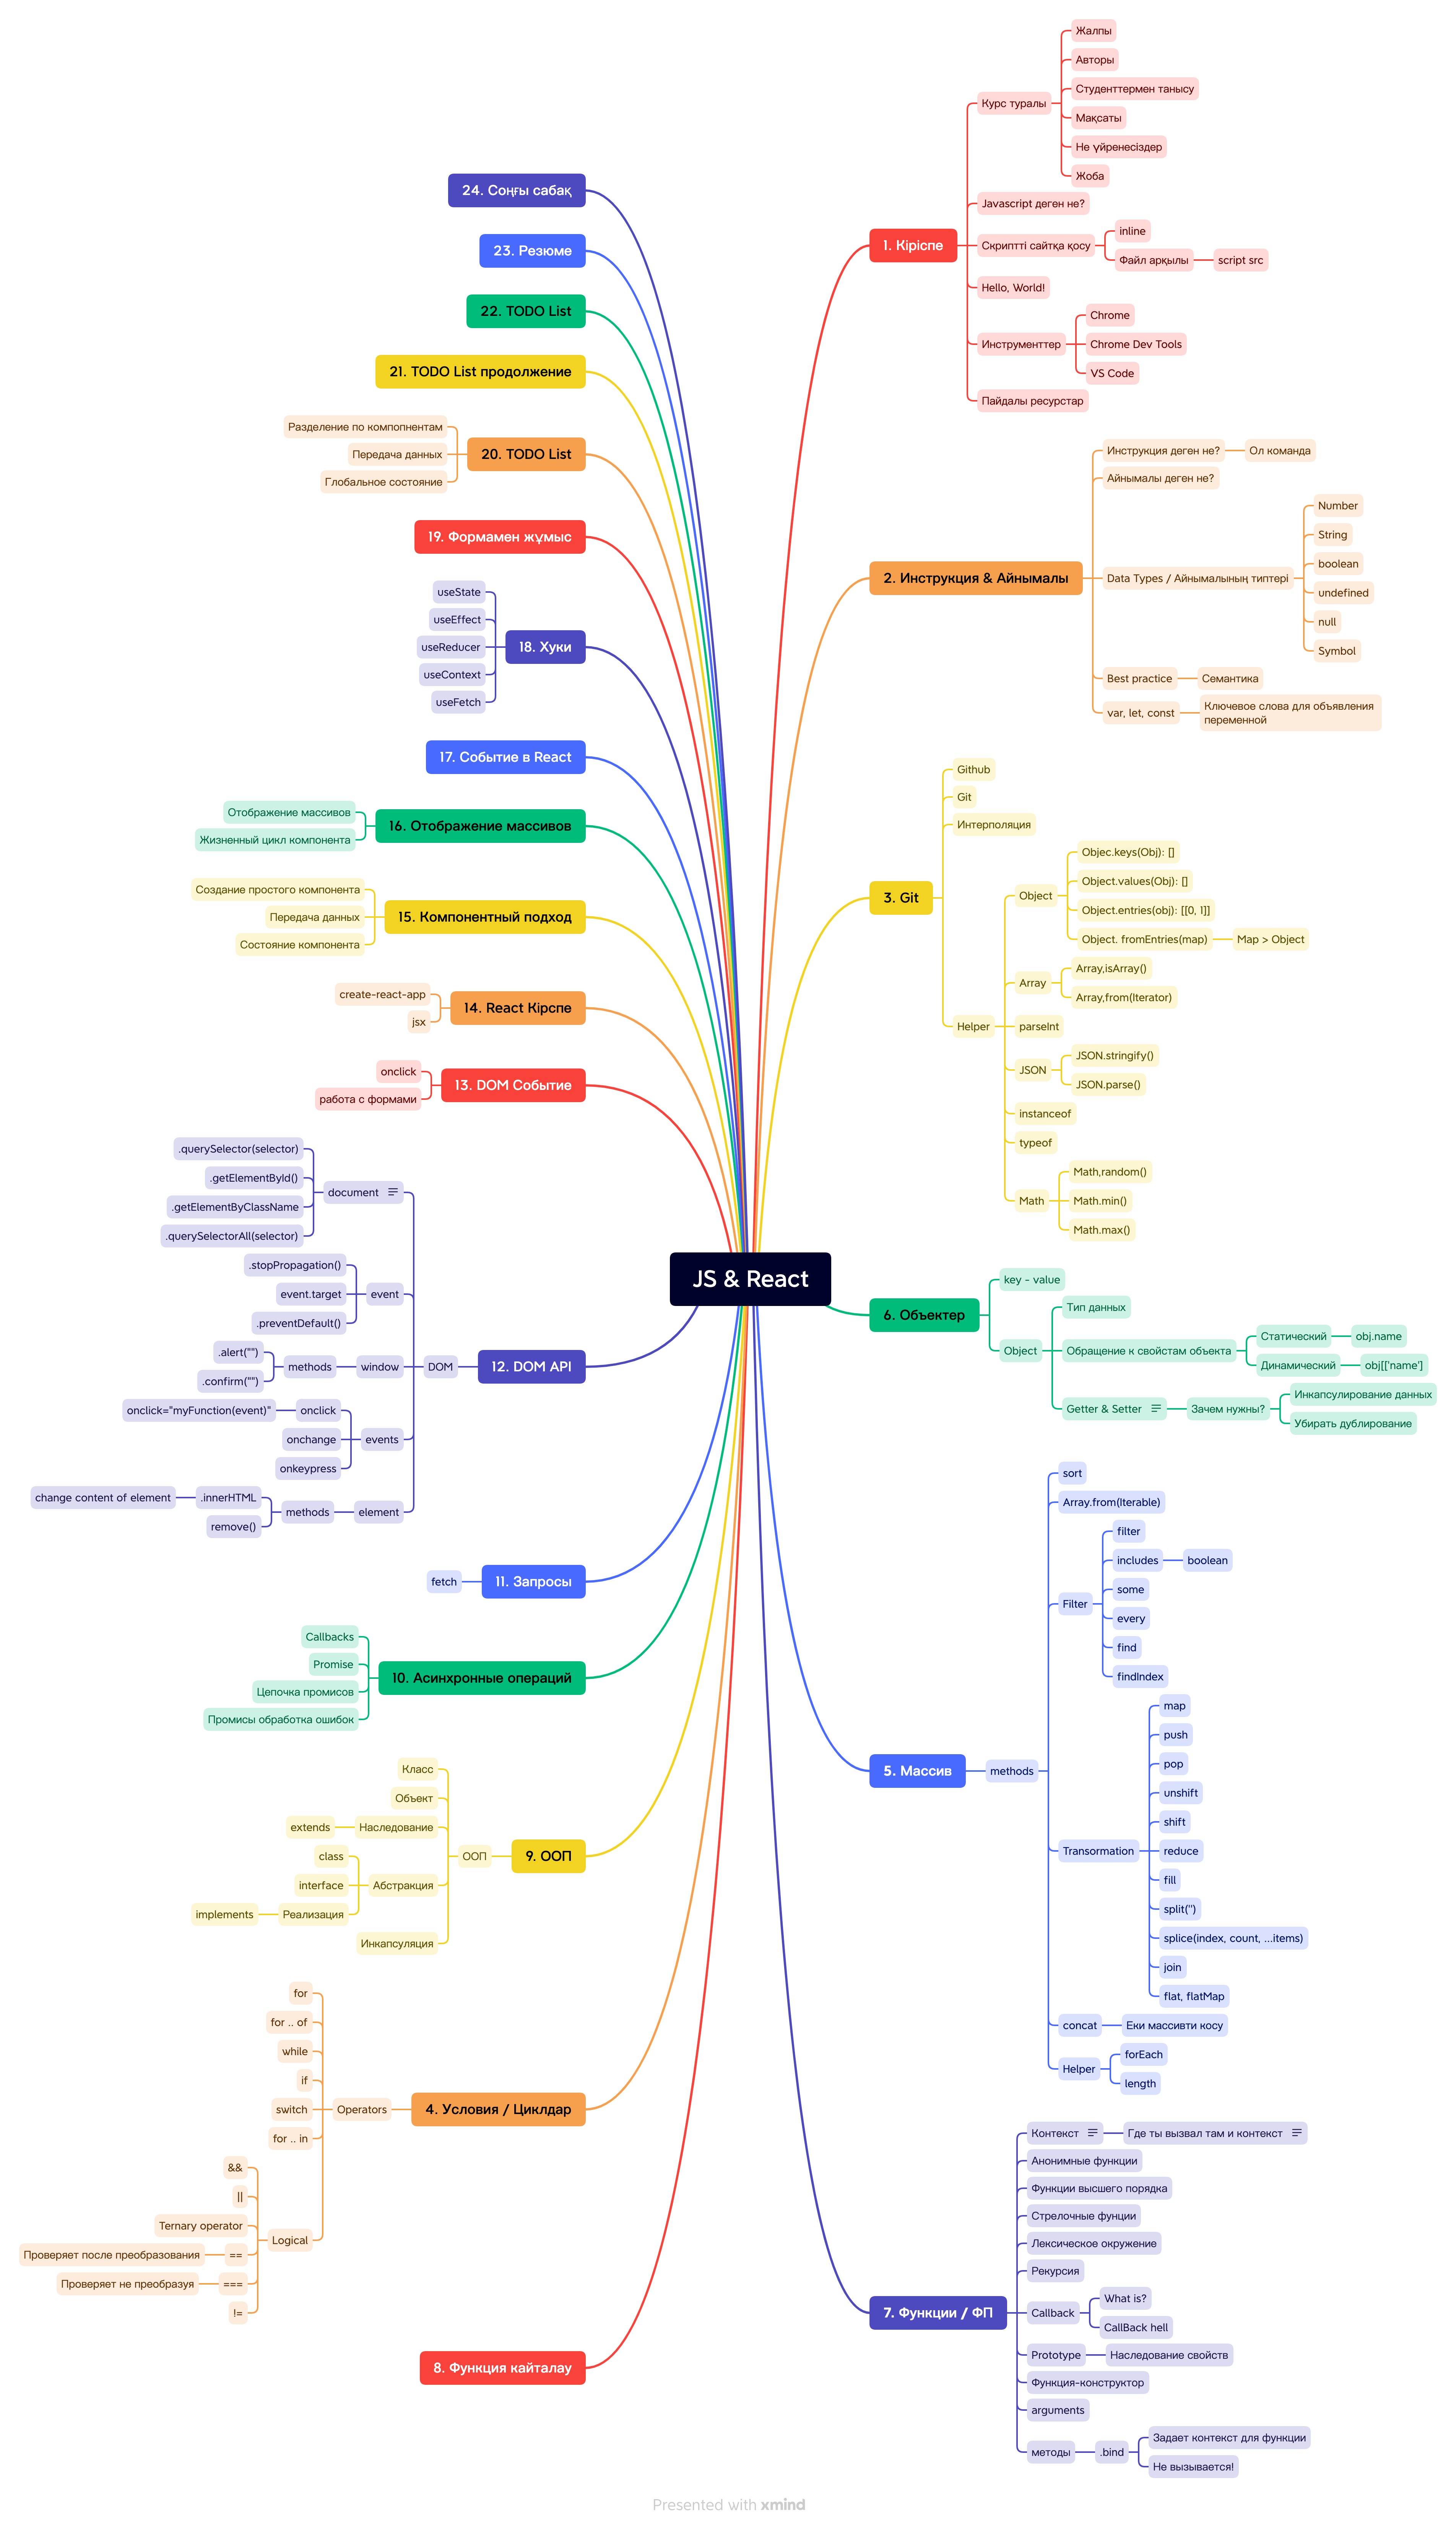 JS & React
1. Кіріспе
Курс туралы
Жалпы
Авторы
Студенттермен танысу
Мақсаты
Не үйренесіздер
Жоба
Javascript деген не?
Скриптті сайтқа қосу
inline
Файл арқылы
script src
Hello, World!
Инструменттер
Chrome
Chrome Dev Tools
VS Code
Пайдалы ресурстар
2. Инструкция & Айнымалы
Инструкция деген не?
Ол команда
Айнымалы деген не?
Data Types / Айнымалының типтері
Number
String
boolean
undefined
null
Symbol
Best practice
Семантика
var, let, const
Ключевое слова для объявления
переменной
3. Git
Github
Git
Интерполяция
Helper
Object
Objec.keys(Obj): []
Object.values(Obj): []
Object.entries(obj): [[0, 1]]
Object. fromEntries(map)
Map > Object
Array
Array,isArray()
Array,from(Iterator)
parseInt
JSON
JSON.stringify()
JSON.parse()
instanceof
typeof
Math
Math,random()
Math.min()
Math.max()
6. Объектер
key - value
Object
Тип данных
Обращение к свойстам объекта
Статический
obj.name
Динамический
obj[['name']
Getter & Setter
Зачем нужны?
Инкапсулирование данных
Убирать дублирование
5. Массив
methods
sort
Array.from(Iterable)
Filter
filter
includes
boolean
some
every
find
findIndex
Transormation
map
push
pop
unshift
shift
reduce
fill
split('')
splice(index, count, ...items)
join
flat, flatMap
concat
Еки массивти косу
Helper
forEach
length
7. Функции / ФП
Контекст
Где ты вызвал там и контекст
Анонимные функции
Функции высшего порядка
Стрелочные фунции
Лексическое окружение
Рекурсия
Callback
What is?
CallBack hell
Prototype
Наследование свойств
Функция-конструктор
arguments
методы
.bind
Задает контекст для функции
Не вызывается!
24. Соңғы сабақ
23. Резюме
22. TODO List
21. TODO List продолжение
20. TODO List
Разделение по компопнентам
Передача данных
Глобальное состояние
19. Формамен жұмыс
18. Хуки
useState
useEffect
useReducer
useContext
useFetch
17. Событие в React
16. Отображение массивов
Отображение массивов
Жизненный цикл компонента
15. Компонентный подход
Создание простого компонента
Передача данных
Состояние компонента
14. React Кірспе
create-react-app
jsx
13. DOM Событие
onclick
работа с формами
12. DOM API
DOM
document
.querySelector(selector)
.getElementById()
.getElementByClassName
.querySelectorAll(selector)
event
.stopPropagation()
event.target
.preventDefault()
window
methods
.alert("")
.confirm("")
events
onclick
onclick="myFunction(event)"
onchange
onkeypress
element
methods
.innerHTML
change content of element
remove()
11. Запросы
fetch
10. Асинхронные операций
Callbacks
Promise
Цепочка промисов
Промисы обработка ошибок
9. ООП
ООП
Класс
Объект
Наследование
extends
Абстракция
class
interface
Реализация
implements
Инкапсуляция
4. Условия / Циклдар
Operators
for
for .. of
while
if
switch
for .. in
Logical
&&
||
Ternary operator
==
Проверяет после преобразования
===
Проверяет не преобразуя
!=
8. Функция кайталау
Presented with xmind